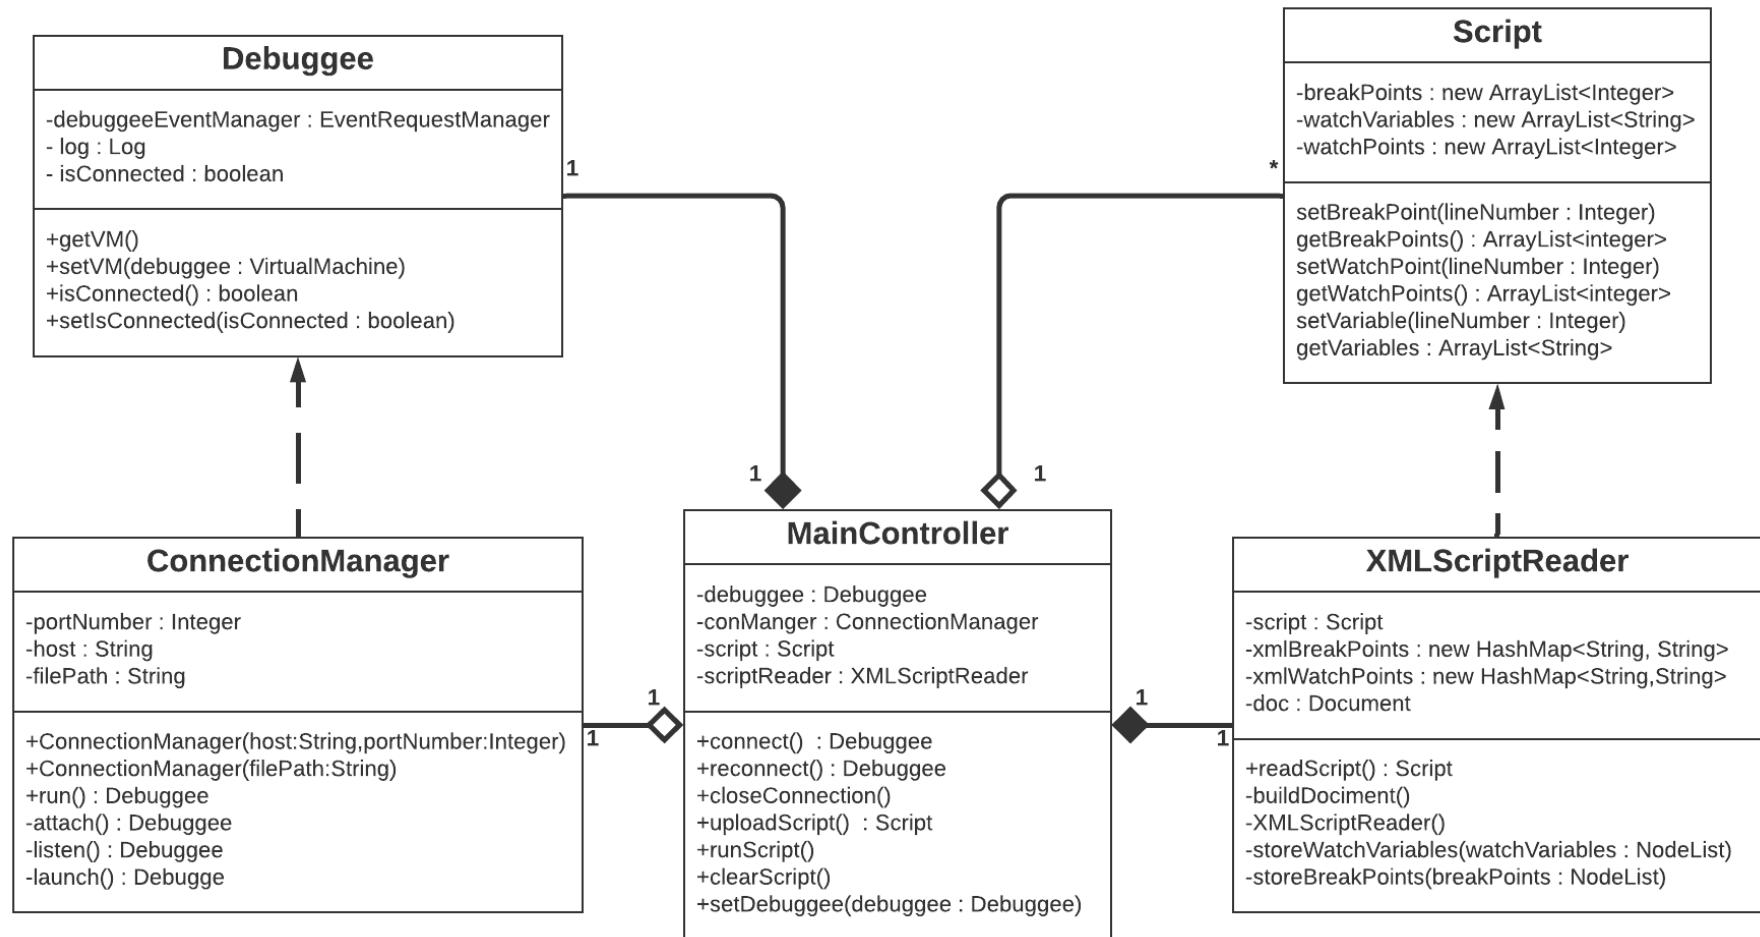 Debuggee
-debuggeeEventManager : EventRequestManager
- log : Log
- isConnected : boolean
+getVM()
+setVM(debuggee : VirtualMachine)
+isConnected() : boolean
+setIsConnected(isConnected : boolean)
1
1
Script
-breakPoints : new ArrayList<Integer>
-watchVariables : new ArrayList<String>
-watchPoints : new ArrayList<Integer>
setBreakPoint(lineNumber : Integer)
getBreakPoints() : ArrayList<integer>
setWatchPoint(lineNumber : Integer)
getWatchPoints() : ArrayList<integer>
setVariable(lineNumber : Integer)
getVariables : ArrayList<String>
*
1
ConnectionManager
-portNumber : Integer
-host : String
-filePath : String
+ConnectionManager(host:String,portNumber:Integer)
+ConnectionManager(filePath:String)
+run() : Debuggee
-attach() : Debuggee
-listen() : Debuggee
-launch() : Debugge
1
1
MainController
-debuggee : Debuggee
-conManger : ConnectionManager
-script : Script
-scriptReader : XMLScriptReader
+connect() : Debuggee
+reconnect() : Debuggee
+closeConnection()
+uploadScript() : Script
+runScript()
+clearScript()
+setDebuggee(debuggee : Debuggee)
1
1
XMLScriptReader
-script : Script
-xmlBreakPoints : new HashMap<String, String>
-xmlWatchPoints : new HashMap<String,String>
-doc : Document
+readScript() : Script
-buildDociment()
-XMLScriptReader()
-storeWatchVariables(watchVariables : NodeList)
-storeBreakPoints(breakPoints : NodeList)